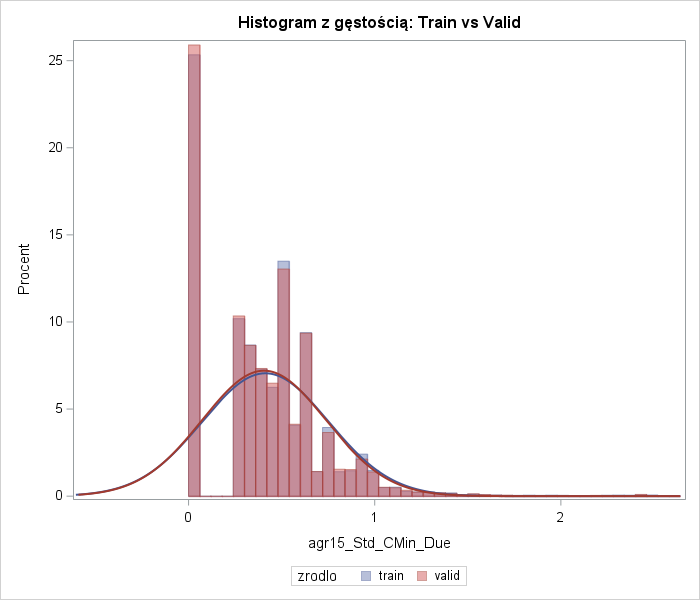 Histogram z gęstością: Train vs Valid
25
20
15
10
5
0
Procent
0 1 2
agr15_Std_CMin_Due
zrodlo train valid